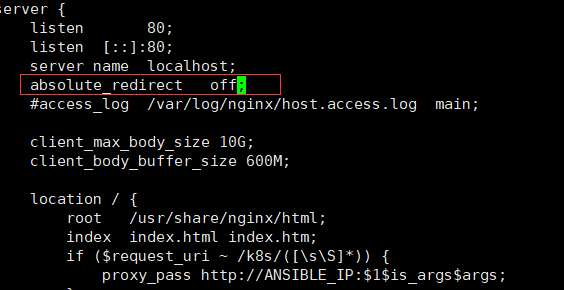 server {
listen 80;
listen [::]:80;
server_name localhost;
absolute_redirect off;
#access_log /var/log/nginx/host.access.log main;
client_max_body_size 10G;
client_body_buffer_size 600M;
location / {
root /usr/share/nginx/html;
index index.html index.htm;
if ($request_uri ~ /k8s/([\s\S]*)) {
proxy_pass http://ANSIBLE_IP:$1$is_args$args;